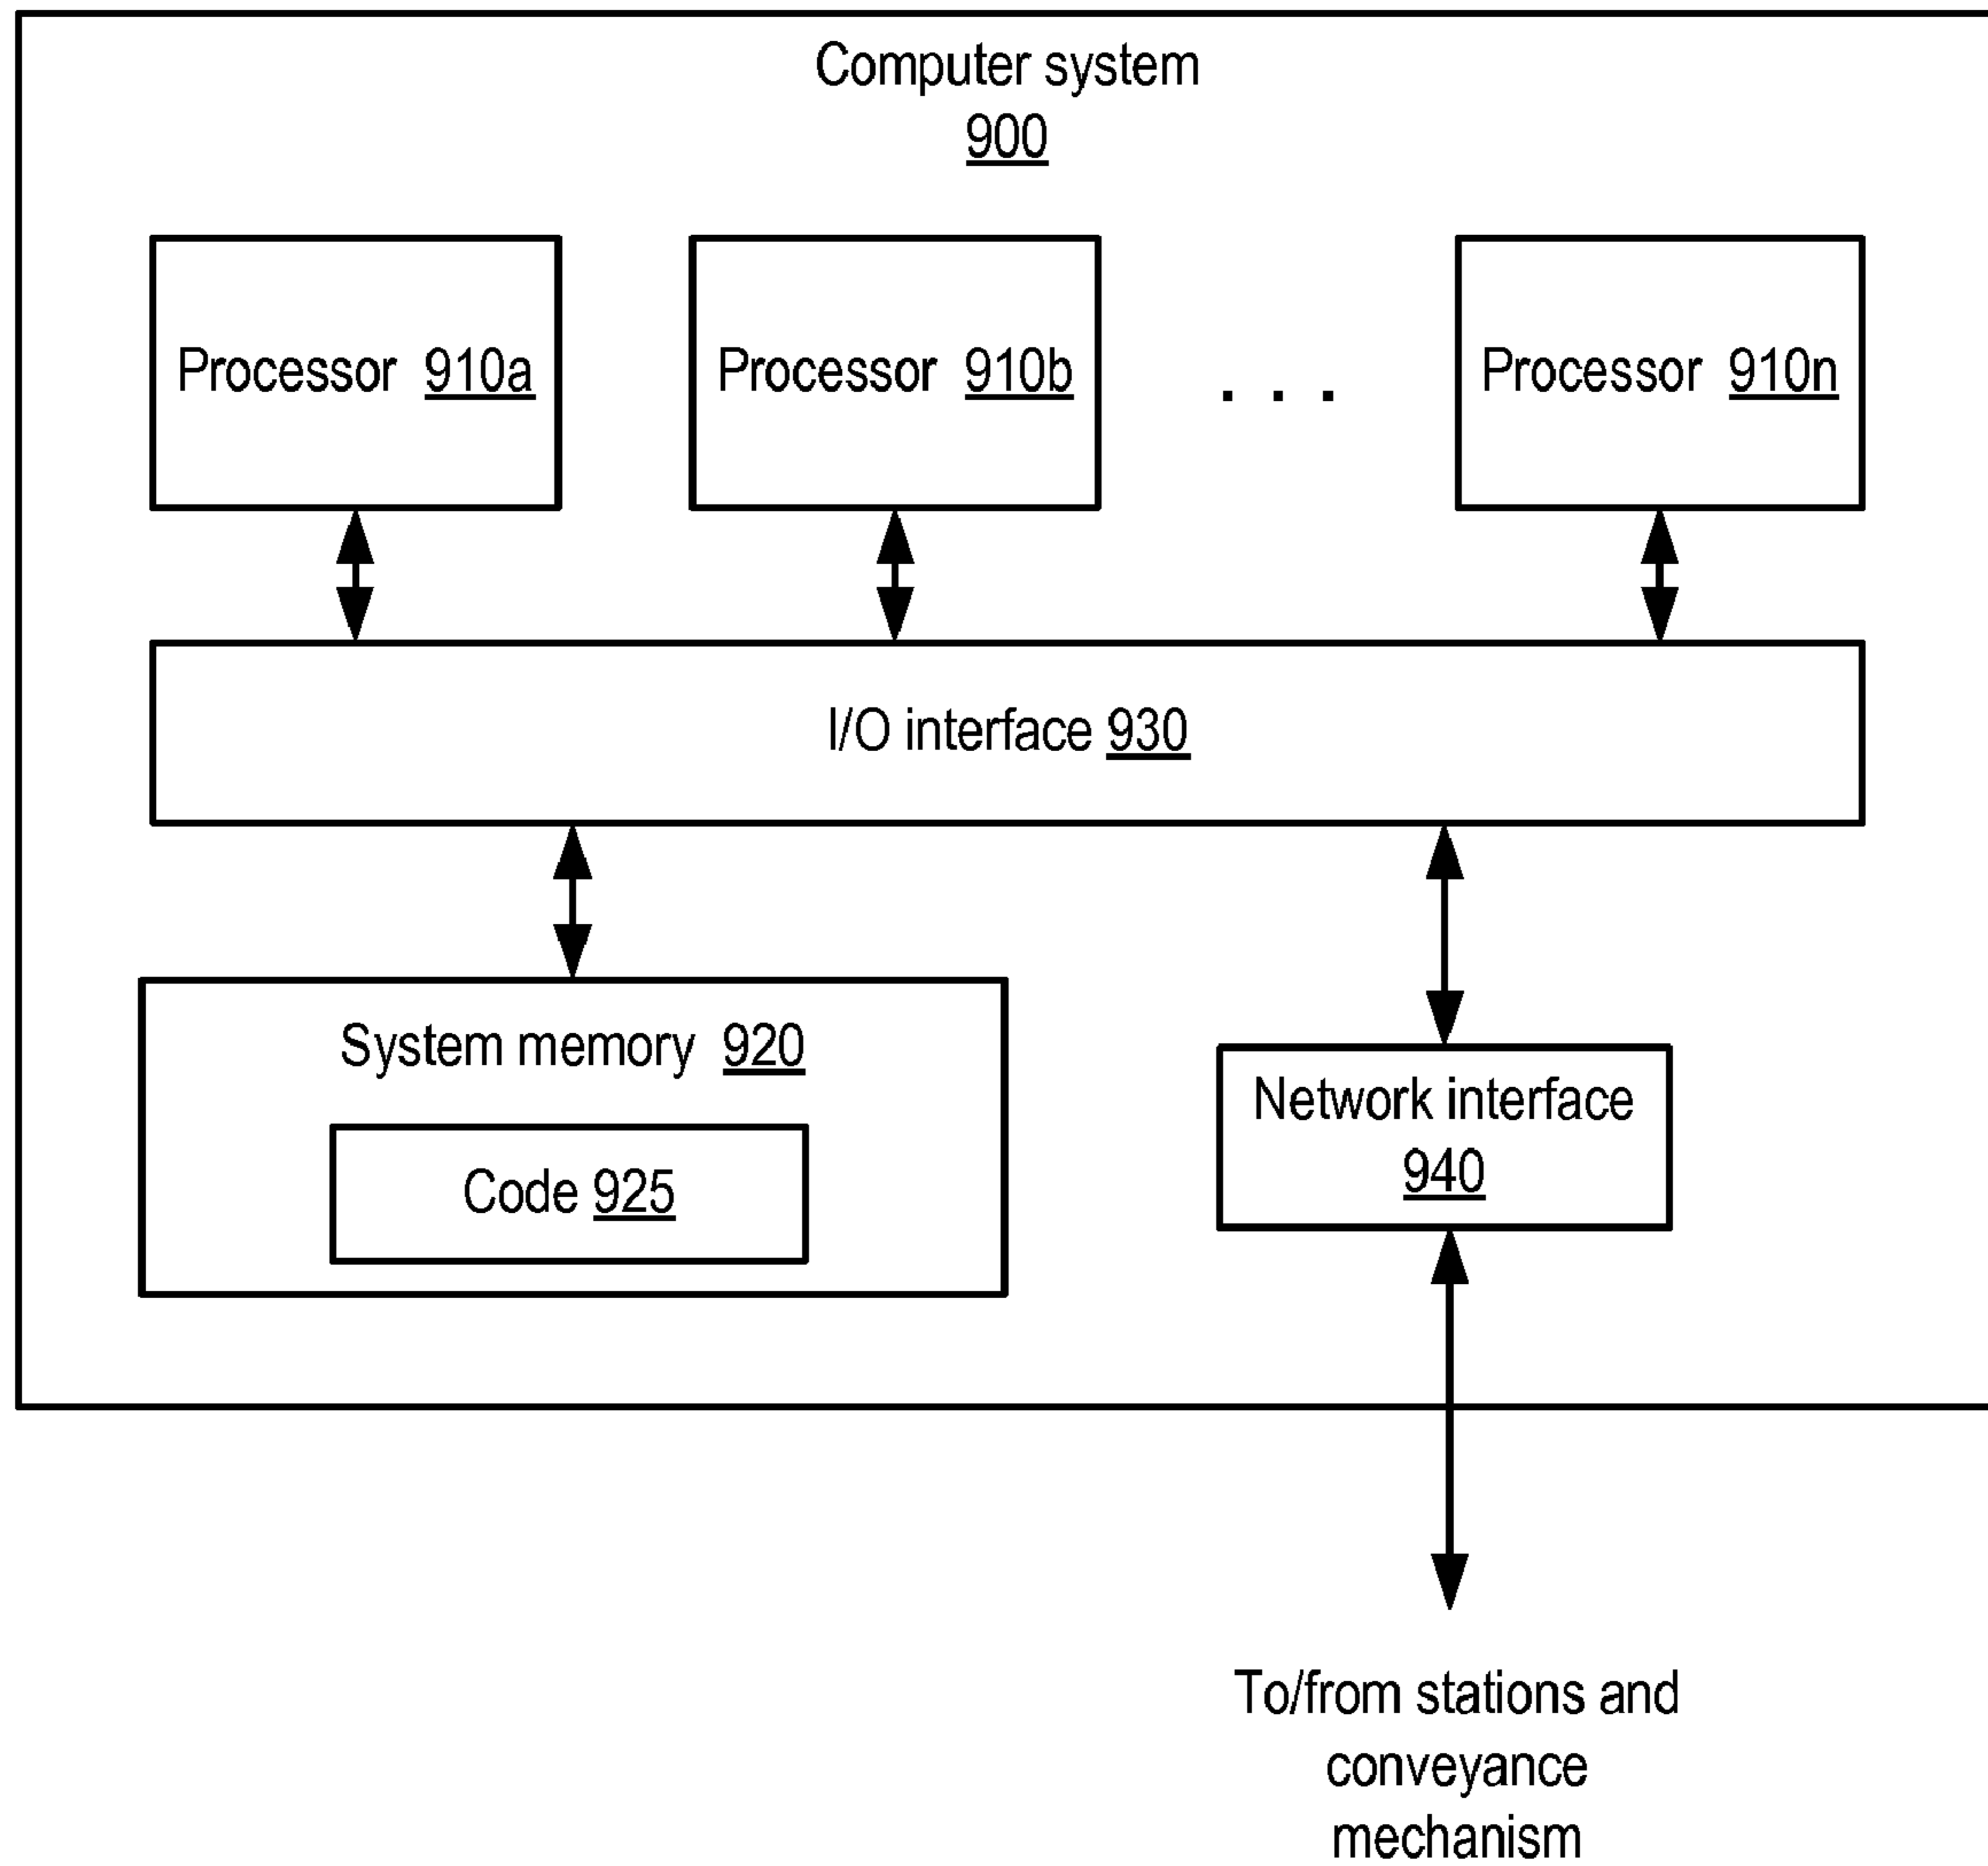 Computer system
900
Processor 910a
Processor 910b
. . .
Processor 910n
I/O interface 930
System memory 920
Code 925
Network interface
940
To/from stations and
conveyance
mechanism